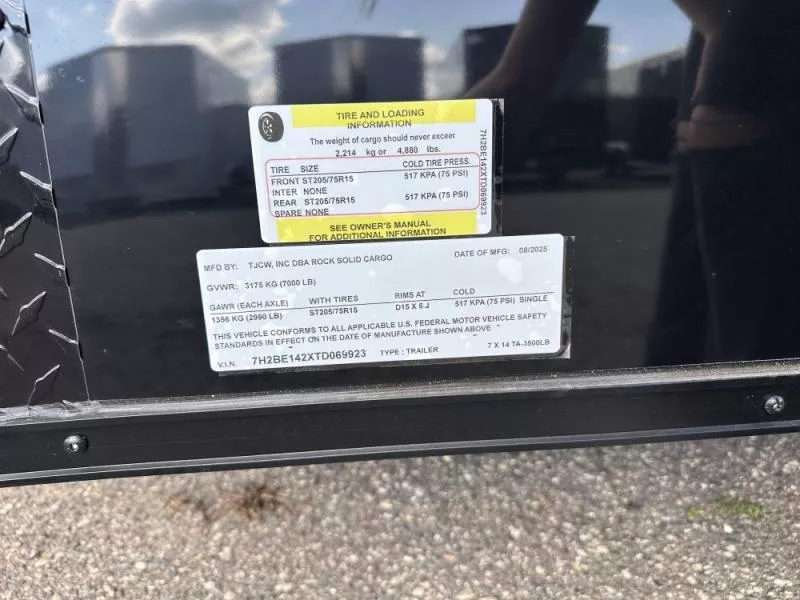 TIRE AND LOADING
INFORMATION
The weight of cargo should never exceed
2,214 kg or 4,880 lbs.
TIRE SIZE COLD TIRE PRESS.
FRONT ST205/75R15 517 KPA (75 PSI)
INTER NONE
REAR ST205/75R15 517 KPA (75 PSI)
SPARE NONE
SEE OWNER'S MANUAL
FOR ADDITIONAL INFORMATION
7H2BE142XTD069923
MFD BY: TJCW, INC DBA ROCK SOLID CARGO DATE OF MFG: 08/2025
GVWR: 3175 KG (7000 LB)
GAWR (EACH AXLE) WITH TIRES RIMS AT COLD
1356 KG (2990 LB) ST205/75R15 D15 X 5 J 517 KPA (75 PSI) SINGLE
THIS VEHICLE CONFORMS TO ALL APPLICABLE U.S. FEDERAL MOTOR VEHICLE SAFETY
STANDARDS IN EFFECT ON THE DATE OF MANUFACTURE SHOWN ABOVE
V.I.N. 7H2BE142XTD069923 TYPE: TRAILER 7 X 14 TA-3500LB